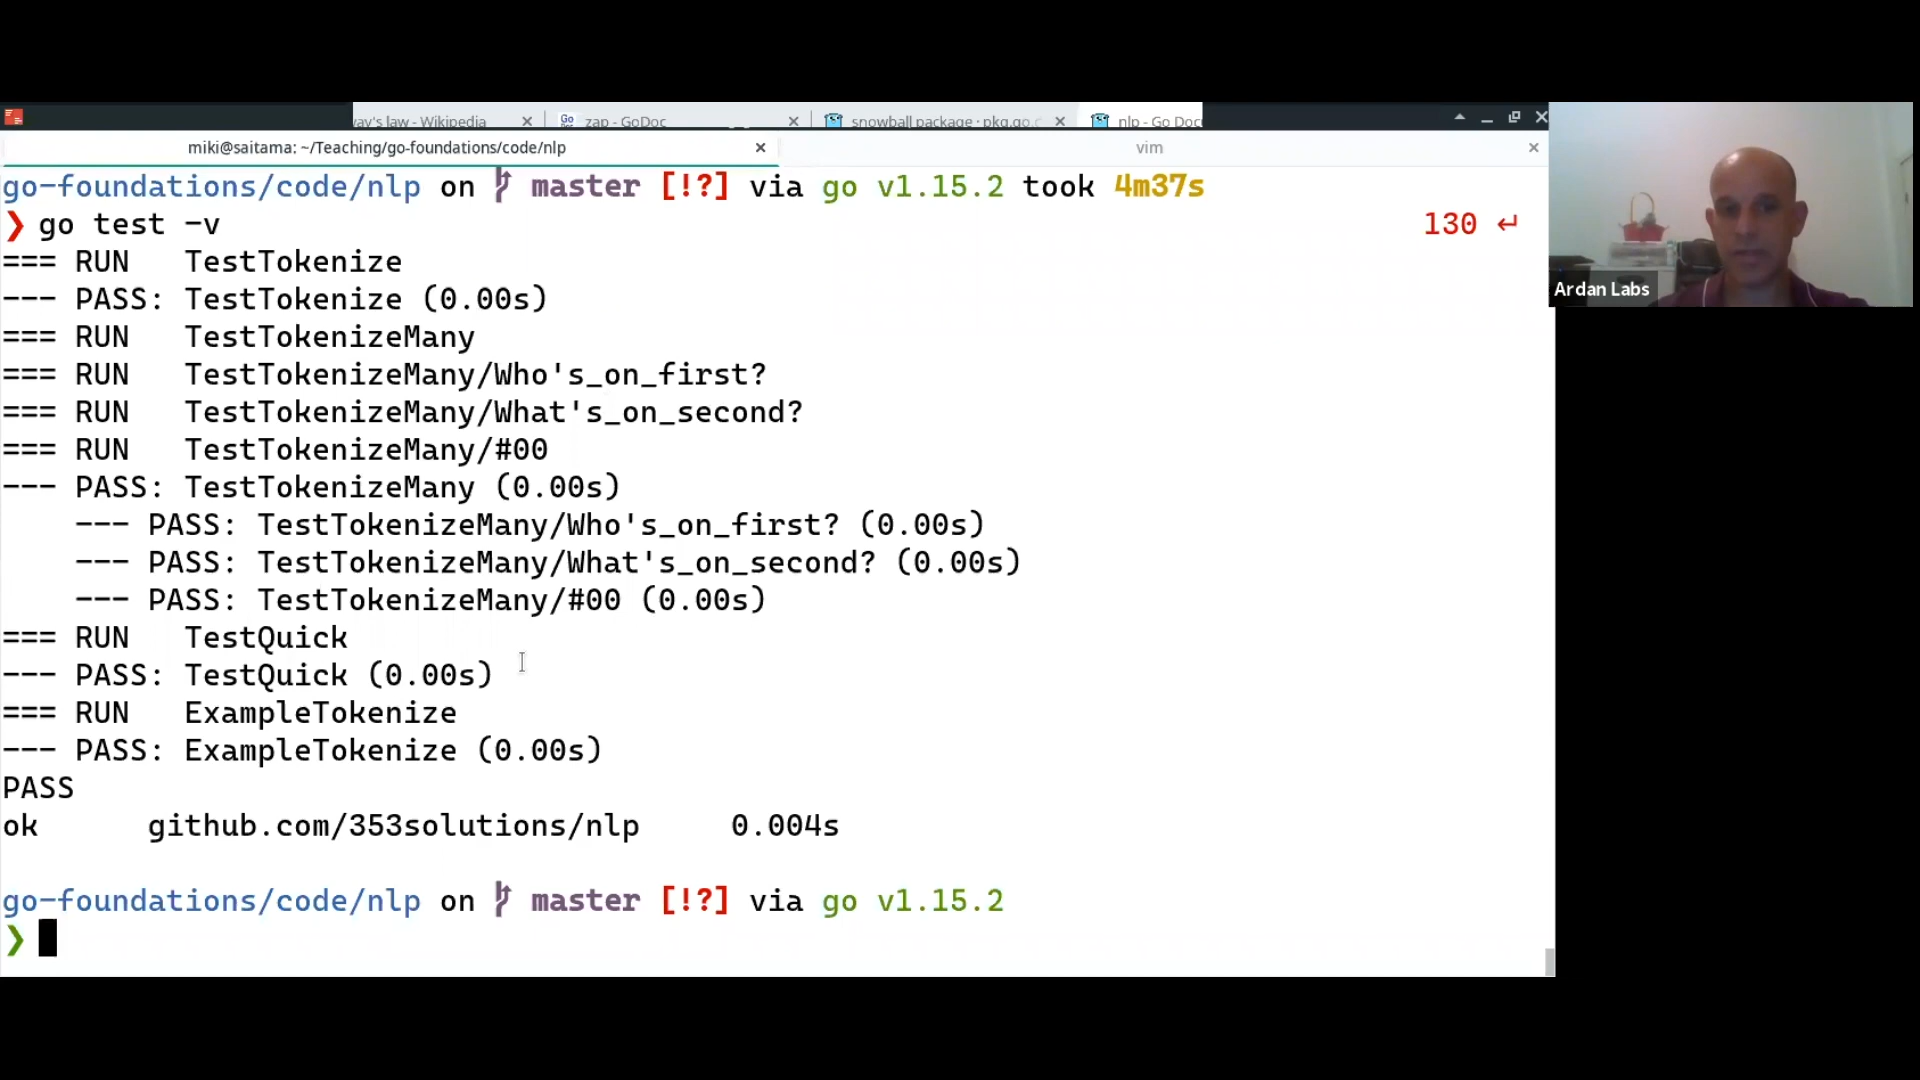 vav's law - Wikipedia
Go zap - GoDoc
snowball package · pkg.go.c
nlp - Go Doc
miki@saitama: ~/Teaching/go-foundations/code/nlp
vim
go-foundations/code/nlp on master [!?] via go v1.15.2 took 4m37s
❯ go test -v 130 ↵
=== RUN   TestTokenize
--- PASS: TestTokenize (0.00s)
=== RUN   TestTokenizeMany
=== RUN   TestTokenizeMany/Who's_on_first?
=== RUN   TestTokenizeMany/What's_on_second?
=== RUN   TestTokenizeMany/#00
--- PASS: TestTokenizeMany (0.00s)
    --- PASS: TestTokenizeMany/Who's_on_first? (0.00s)
    --- PASS: TestTokenizeMany/What's_on_second? (0.00s)
    --- PASS: TestTokenizeMany/#00 (0.00s)
=== RUN   TestQuick
--- PASS: TestQuick (0.00s)
=== RUN   ExampleTokenize
--- PASS: ExampleTokenize (0.00s)
PASS
ok      github.com/353solutions/nlp     0.004s
go-foundations/code/nlp on master [!?] via go v1.15.2
❯
Ardan Labs